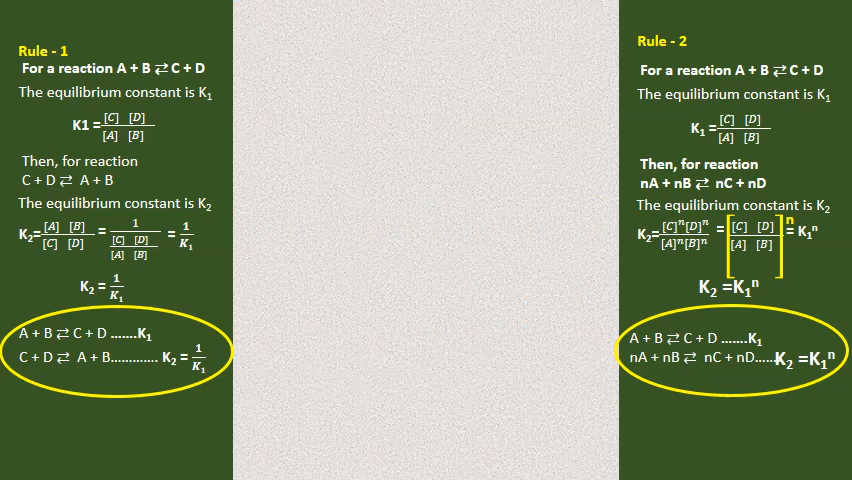 Rule - 1
For a reaction A + B ⇄ C + D
The equilibrium constant is K₁
K1 = [C] [D] / [A] [B]
Then, for reaction
C + D ⇄ A + B
The equilibrium constant is K₂
K₂= [A] [B] / [C] [D] = 1 / ([C] [D] / [A] [B]) = 1 / K₁
K₂ = 1 / K₁
A + B ⇄ C + D .......K₁
C + D ⇄ A + B............ K₂ = 1 / K₁
Rule - 2
For a reaction A + B ⇄ C + D
The equilibrium constant is K₁
K₁ = [C] [D] / [A] [B]
Then, for reaction
nA + nB ⇄ nC + nD
The equilibrium constant is K₂
K₂= [C]ⁿ[D]ⁿ / [A]ⁿ[B]ⁿ = [ [C] [D] / [A] [B] ]ⁿ = K₁ⁿ
K₂ =K₁ⁿ
A + B ⇄ C + D .......K₁
nA + nB ⇄ nC + nD......K₂ =K₁ⁿ